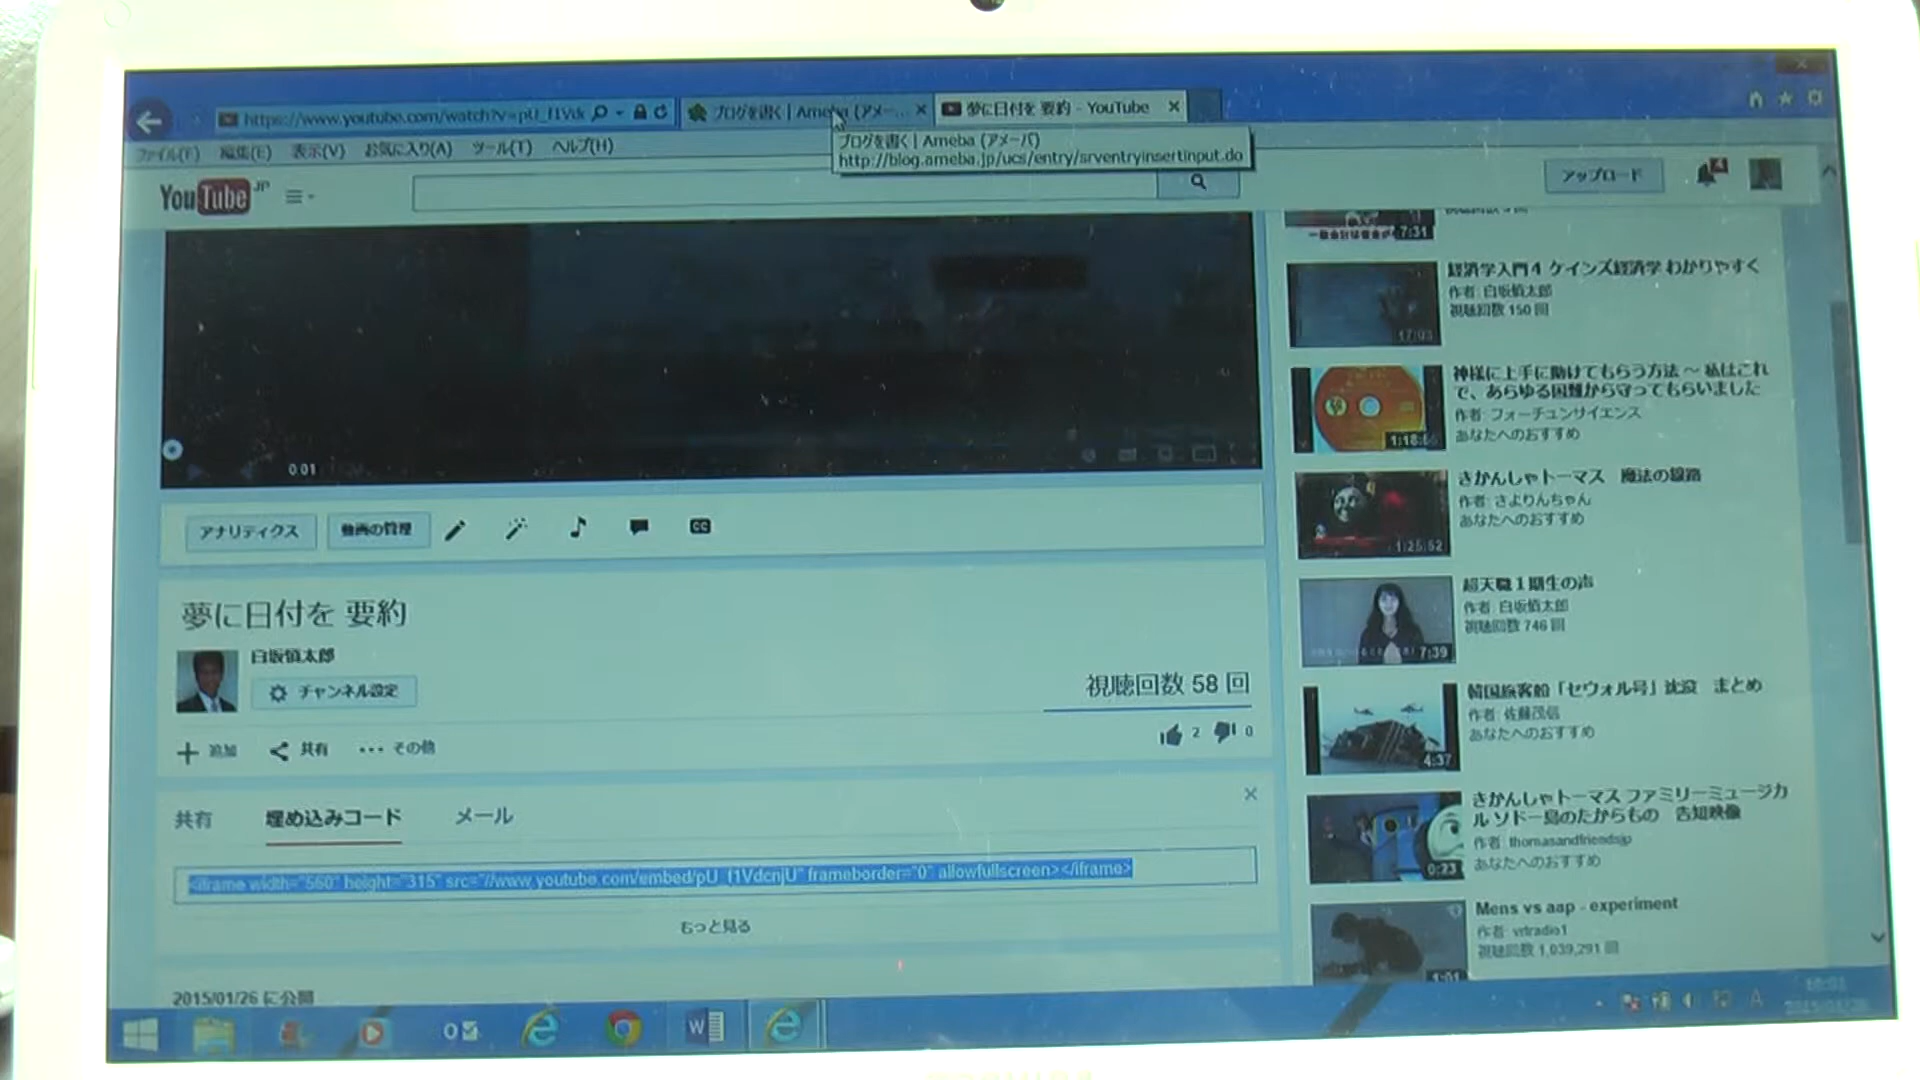 https://www.youtube.com/watch?v=pU_f1Vdc
ブログを書く | Ameba (アメー...
夢に日付を 要約 - YouTube
ファイル(F) 編集(E) 表示(V) お気に入り(A) ツール(T) ヘルプ(H)
ブログを書く | Ameba (アメーバ)
http://blog.ameba.jp/ucs/entry/srventryinsertinput.do
YouTube JP
アップロード
4
7:31
経済学入門4 ケインズ経済学 わかりやすく
作者: 白坂慎太郎
視聴回数 150 回
17:03
神様に上手に助けてもらう方法 ～ 私はこれ
で、あらゆる困難から守ってもらいました
作者: フォーチュンサイエンス
あなたへのおすすめ
きかんしゃトーマス 魔法の線路
作者: さよりんちゃん
あなたへのおすすめ
1:25:52
超天職1期生の声
作者: 白坂慎太郎
視聴回数 746 回
7:39
韓国旅客船「セウォル号」沈没 まとめ
作者: 佐藤茂信
あなたへのおすすめ
4:37
きかんしゃトーマス ファミリーミュージカ
ル ソドー島のたからもの 告知映像
作者: thomasandfriendsjp
あなたへのおすすめ
0:23
Mens vs aap - experiment
作者: vrtradio1
視聴回数 1,039,291 回
1:01
0:01
アナリティクス 動画の管理 CC
夢に日付を 要約
白坂慎太郎
チャンネル設定
視聴回数 58 回
追加 共有 その他
2 0
共有 埋め込みコード メール
<iframe width="560" height="315" src="//www.youtube.com/embed/pU_f1VdcnjU" frameborder="0" allowfullscreen></iframe>
もっと見る
2015/01/26 に公開